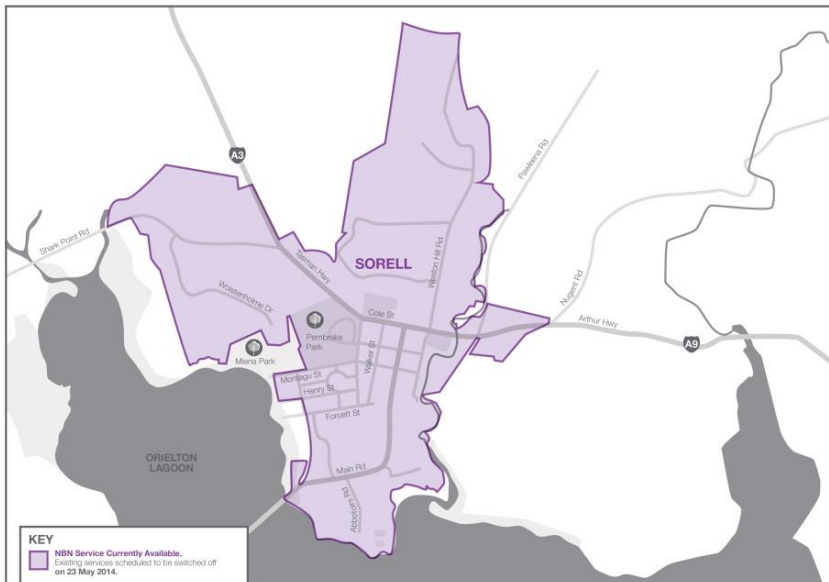 A3
Shark Point Rd
Tasman Hwy
Wolstenholme Dr
SORELL
Weston Hill Rd
Pawleena Rd
Nugent Rd
Cole St
Arthur Hwy
A9
Pembroke
Park
Miena Park
Walker St
Montagu St
Henry St
Forcett St
ORIELTON
LAGOON
Main Rd
Abbotors Rd
KEY
NBN Service Currently Available.
Existing services scheduled to be switched off
on 23 May 2014.